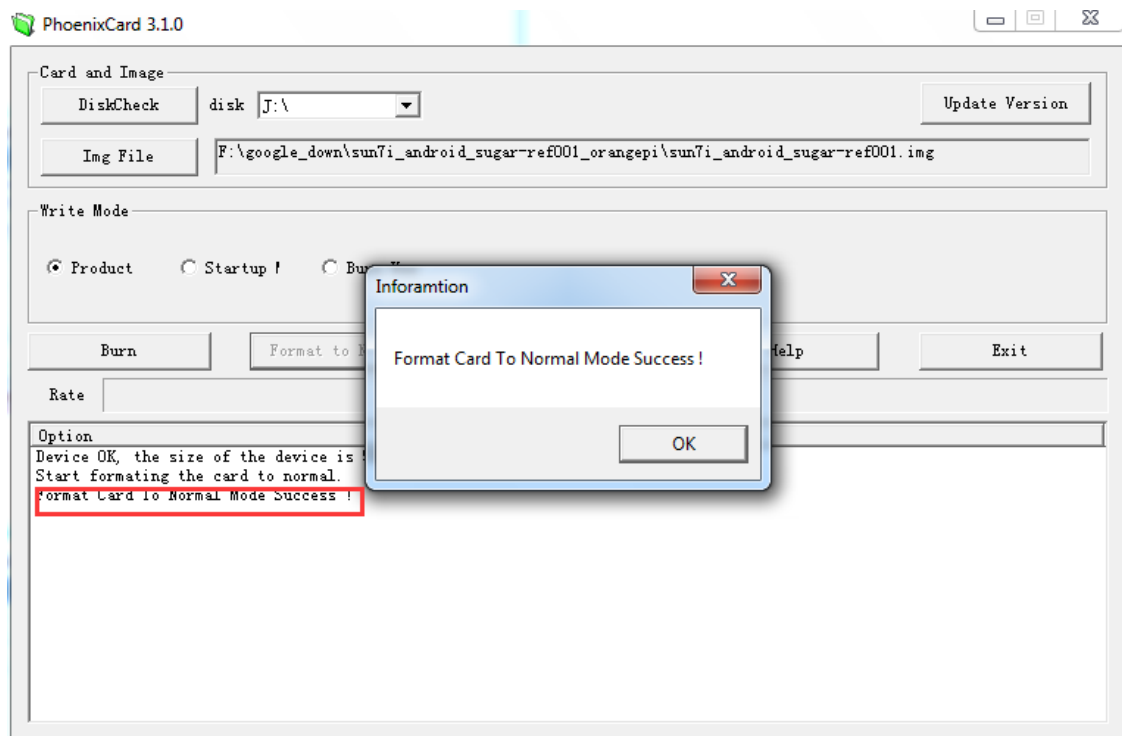 PhoenixCard 3.1.0
Card and Image
DiskCheck disk J:\ Update Version
Img File F:\google_down\sun7i_android_sugar-ref001_orangepi\sun7i_android_sugar-ref001.img
Write Mode
Product Startup
Inforamtion
Format Card To Normal Mode Success !
OK
Burn Format to Help Exit
Rate
Option
Device OK, the size of the device is
Start formating the card to normal.
Format Card To Normal Mode Success !